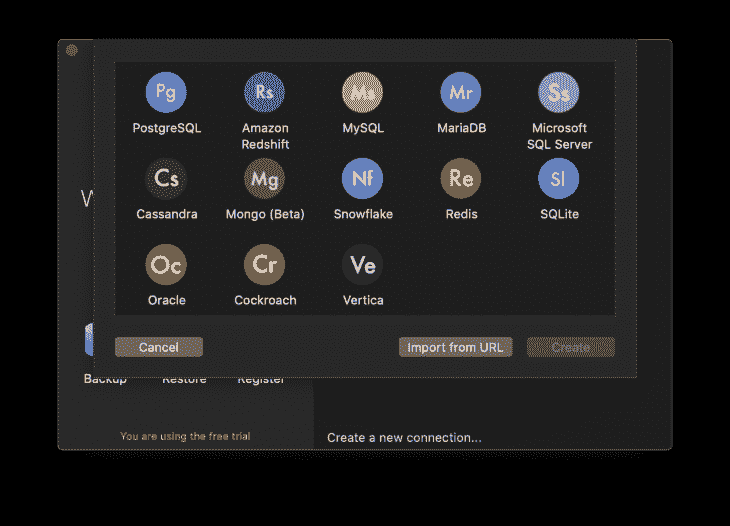 Pg Rs Ms Mr Ss
PostgreSQL Amazon Redshift MySQL MariaDB Microsoft SQL Server
Cs Mg Nf Re Sl
Cassandra Mongo (Beta) Snowflake Redis SQLite
Oc Cr Ve
Oracle Cockroach Vertica
Cancel Import from URL Create
Backup Restore Register
You are using the free trial
Create a new connection...